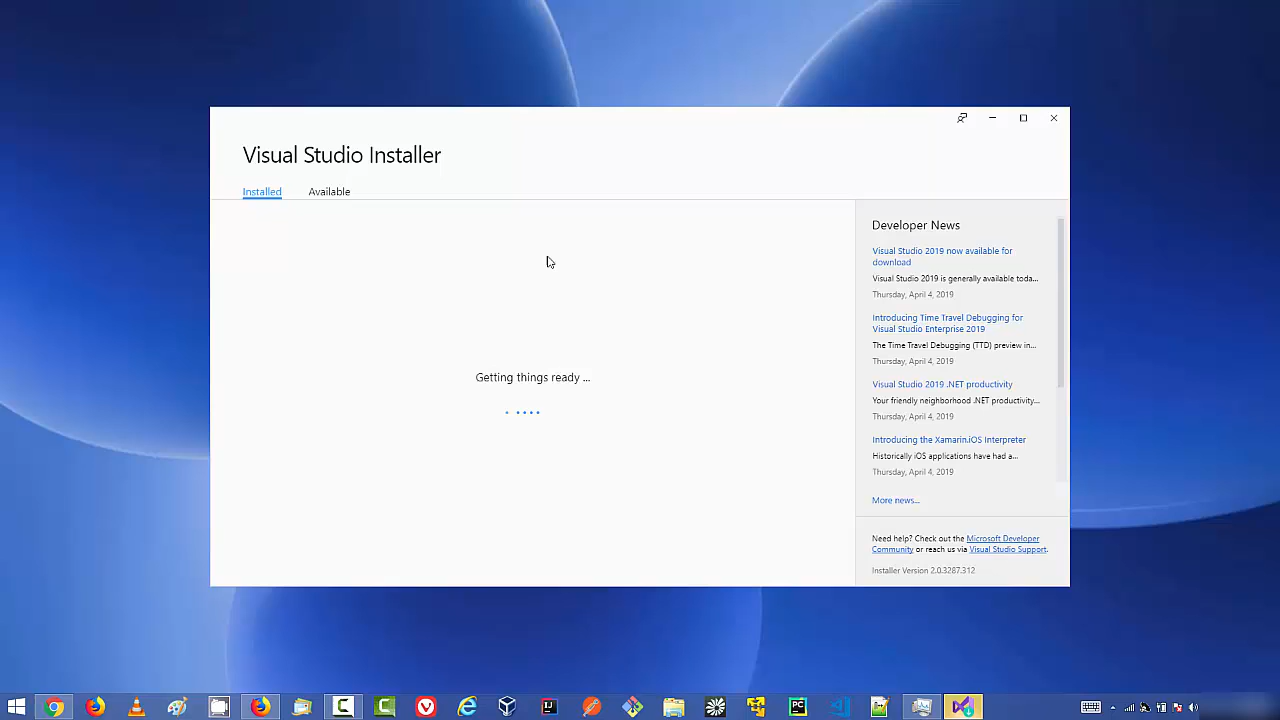 Visual Studio Installer
Installed
Available
Getting things ready ...
Developer News
Visual Studio 2019 now available for
download
Visual Studio 2019 is generally available toda...
Thursday, April 4, 2019
Introducing Time Travel Debugging for
Visual Studio Enterprise 2019
The Time Travel Debugging (TTD) preview in...
Thursday, April 4, 2019
Visual Studio 2019 .NET productivity
Your friendly neighborhood .NET productivity...
Thursday, April 4, 2019
Introducing the Xamarin.iOS Interpreter
Historically iOS applications have had a...
Thursday, April 4, 2019
More news...
Need help? Check out the Microsoft Developer
Community or reach us via Visual Studio Support.
Installer Version 2.0.3287.312